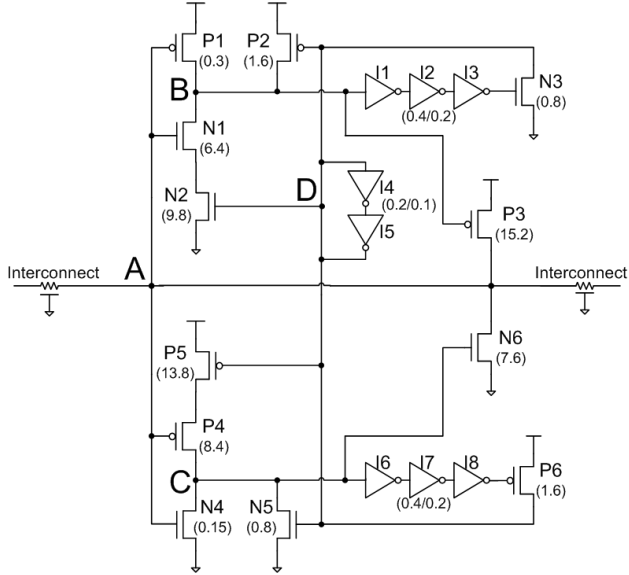 P1
(0.3)
P2
(1.6)
B
I1
I2
I3
(0.4/0.2)
N3
(0.8)
N1
(6.4)
N2
(9.8)
D
I4
(0.2/0.1)
I5
P3
(15.2)
Interconnect
A
Interconnect
P5
(13.8)
N6
(7.6)
P4
(8.4)
C
I6
I7
I8
(0.4/0.2)
P6
(1.6)
N4
(0.15)
N5
(0.8)